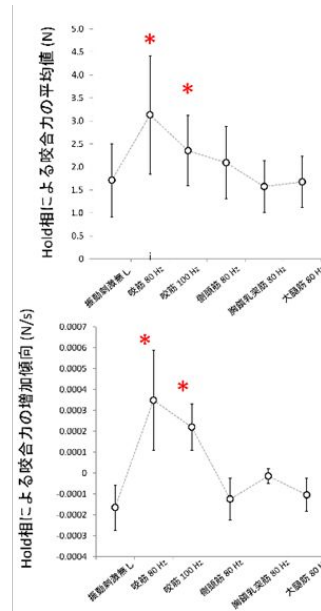 Hold相による咬合力の平均値 (N)
5.0
4.5
4.0
3.5
3.0
2.5
2.0
1.5
1.0
0.5
0.0
*
*
振動刺激無し
咬筋 80 Hz
咬筋 100 Hz
側頭筋 80 Hz
胸鎖乳突筋 80 Hz
大腿筋 80 Hz
Hold相による咬合力の増加傾向 (N/s)
0.0007
0.0006
0.0005
0.0004
0.0003
0.0002
0.0001
0
-0.0001
-0.0002
-0.0003
-0.0004
*
*
振動刺激無し
咬筋 80 Hz
咬筋 100 Hz
側頭筋 80 Hz
胸鎖乳突筋 80 Hz
大腿筋 80 Hz